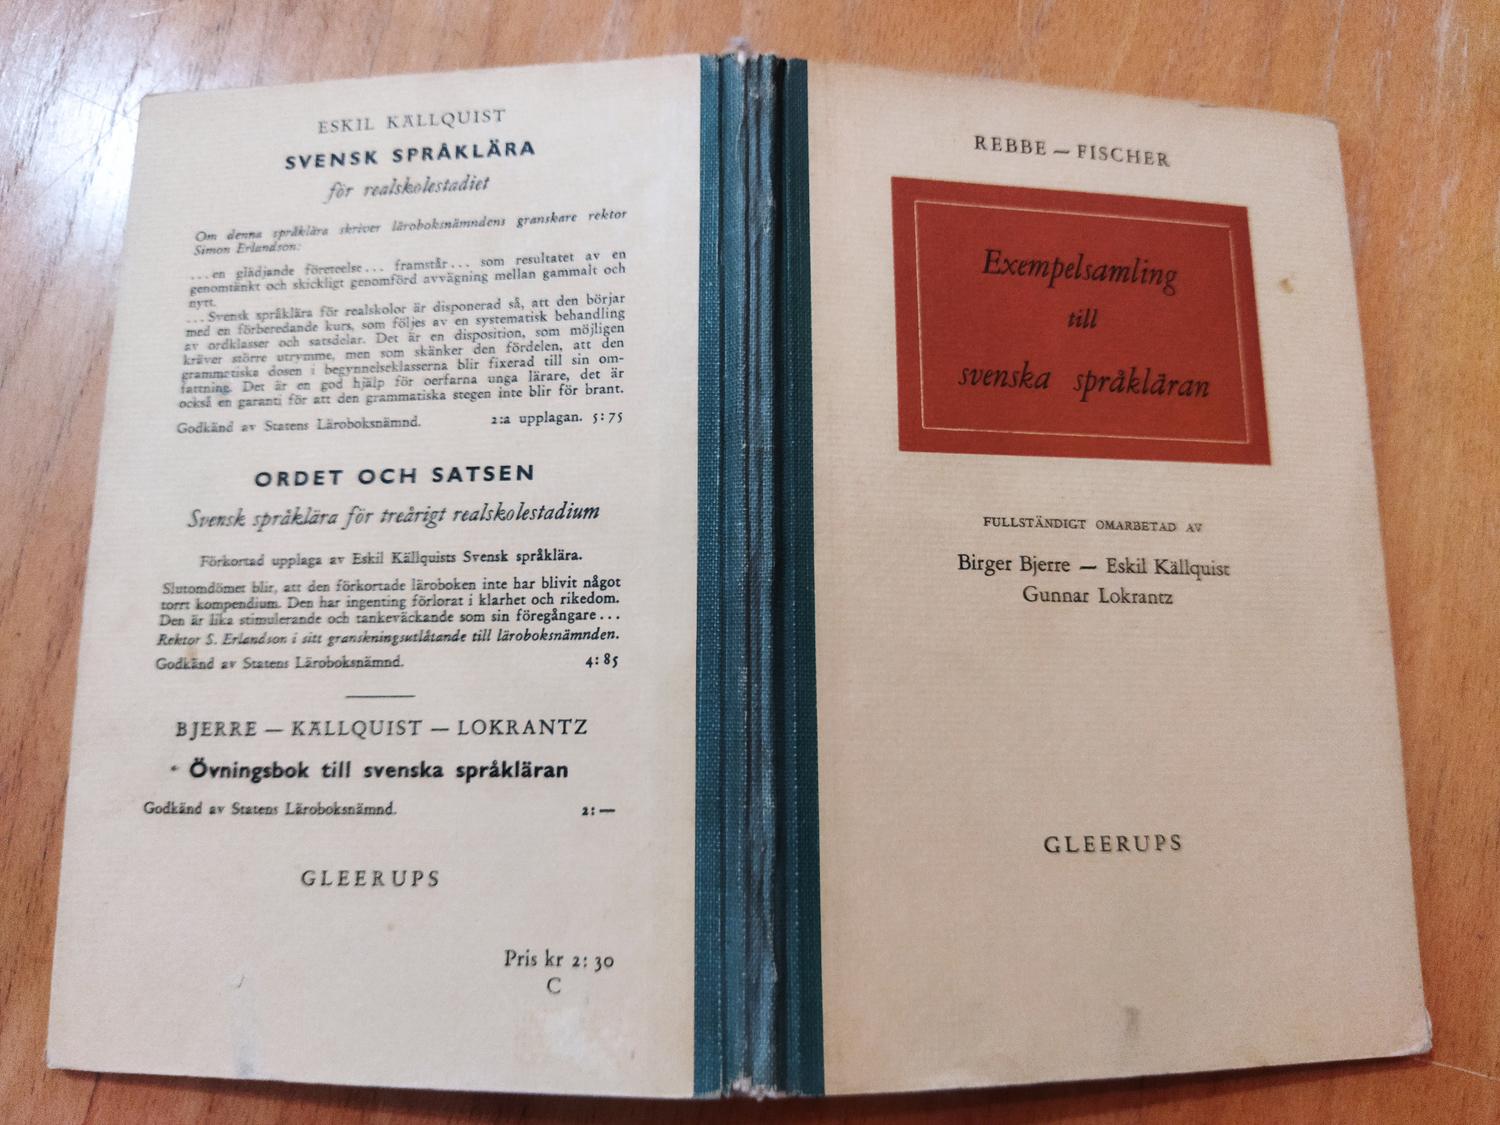 ESKIL KÄLLQUIST
SVENSK SPRÅKLÄRA
för realskolestadiet
Om denna språklära skriver läroboksnämndens granskare rektor
Simon Erlandson:
...en glädjande företeelse... framstår... som resultatet av en
genomtänkt och skickligt genomförd avvägning mellan gammalt och
nytt.
...Svensk språklära för realskolor är disponerad så, att den börjar
med en förberedande kurs, som följes av en systematisk behandling
av ordklasser och satsdelar. Det är en disposition, som möjligen
kräver större utrymme, men som skänker den fördelen, att den
grammatiska dosen i begynnelseklasserna blir fixerad till sin om-
fattning. Det är en god hjälp för oerfarna unga lärare, det är
också en garanti för att den grammatiska stegen inte blir för brant.
Godkänd av Statens Läroboksnämnd. 2:a upplagan. 5:75
ORDET OCH SATSEN
Svensk språklära för treårigt realskolestadium
Förkortad upplaga av Eskil Källquists Svensk språklära.
Slutomdömet blir, att den förkortade läroboken inte har blivit något
torrt kompendium. Den har ingenting förlorat i klarhet och rikedom.
Den är lika stimulerande och tankeväckande som sin föregångare...
Rektor S. Erlandson i sitt granskningsutlåtande till läroboksnämnden.
Godkänd av Statens Läroboksnämnd. 4:85
BJERRE — KÄLLQUIST — LOKRANTZ
Övningsbok till svenska språkläran
Godkänd av Statens Läroboksnämnd. 2:—
GLEERUPS
Pris kr 2:30
C
REBBE — FISCHER
Exempelsamling
till
svenska språkläran
FULLSTÄNDIGT OMARBETAD AV
Birger Bjerre — Eskil Källquist
Gunnar Lokrantz
GLEERUPS